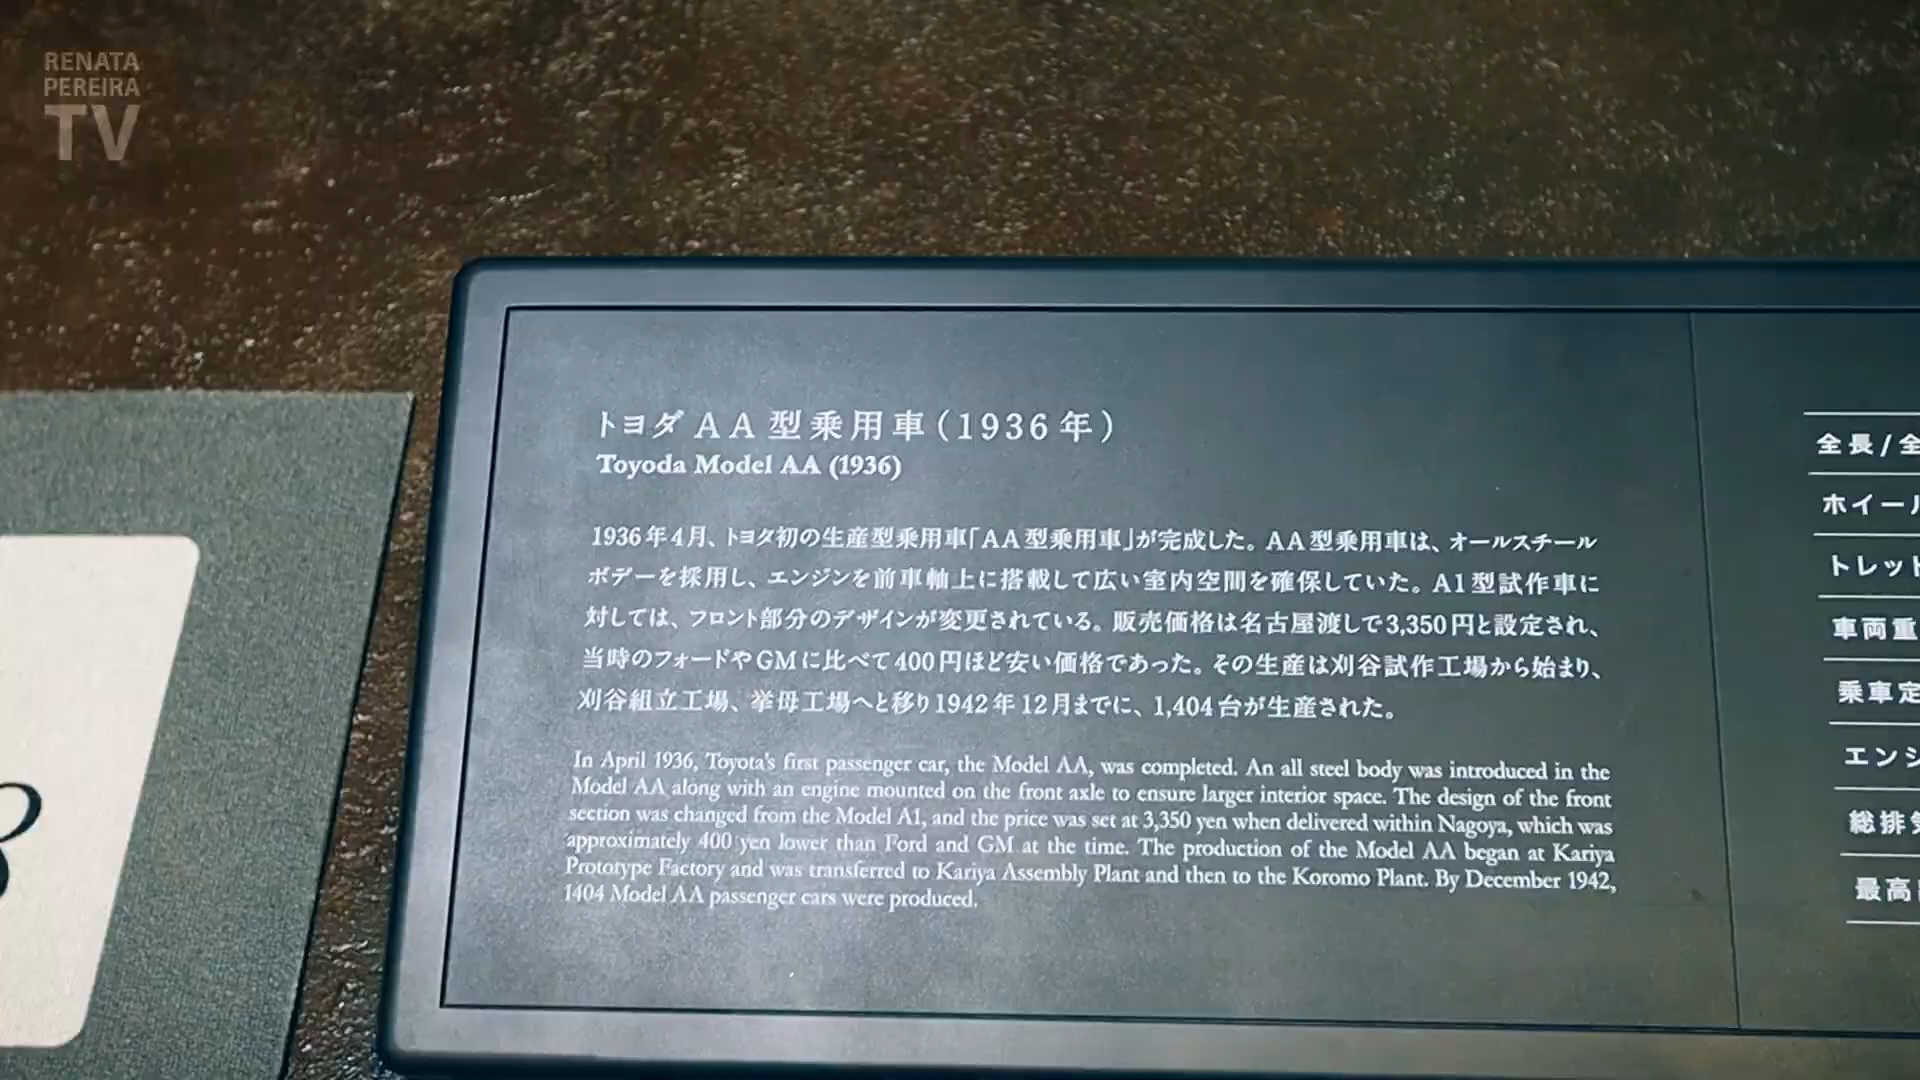 RENATA
PEREIRA
TV
トヨダ AA 型乗用車(1936年)
Toyoda Model AA (1936)
1936年4月、トヨタ初の生産型乗用車「AA型乗用車」が完成した。AA型乗用車は、オールスチール
ボデーを採用し、エンジンを前車軸上に搭載して広い室内空間を確保していた。A1型試作車に
対しては、フロント部分のデザインが変更されている。販売価格は名古屋渡しで3,350円と設定され、
当時のフォードやGMに比べて400円ほど安い価格であった。その生産は刈谷試作工場から始まり、
刈谷組立工場、挙母工場へと移り1942年12月までに、1,404台が生産された。
In April 1936, Toyota's first passenger car, the Model AA, was completed. An all steel body was introduced in the
Model AA along with an engine mounted on the front axle to ensure larger interior space. The design of the front
section was changed from the Model A1, and the price was set at 3,350 yen when delivered within Nagoya, which was
approximately 400 yen lower than Ford and GM at the time. The production of the Model AA began at Kariya
Prototype Factory and was transferred to Kariya Assembly Plant and then to the Koromo Plant. By December 1942,
1404 Model AA passenger cars were produced.
全長/全
ホイール
トレッド
車両重
乗車定
エンジ
総排気
最高